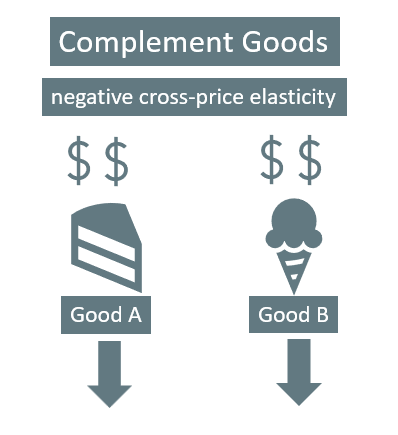 Complement Goods
negative cross-price elasticity
$ $ $ $
Good A Good B